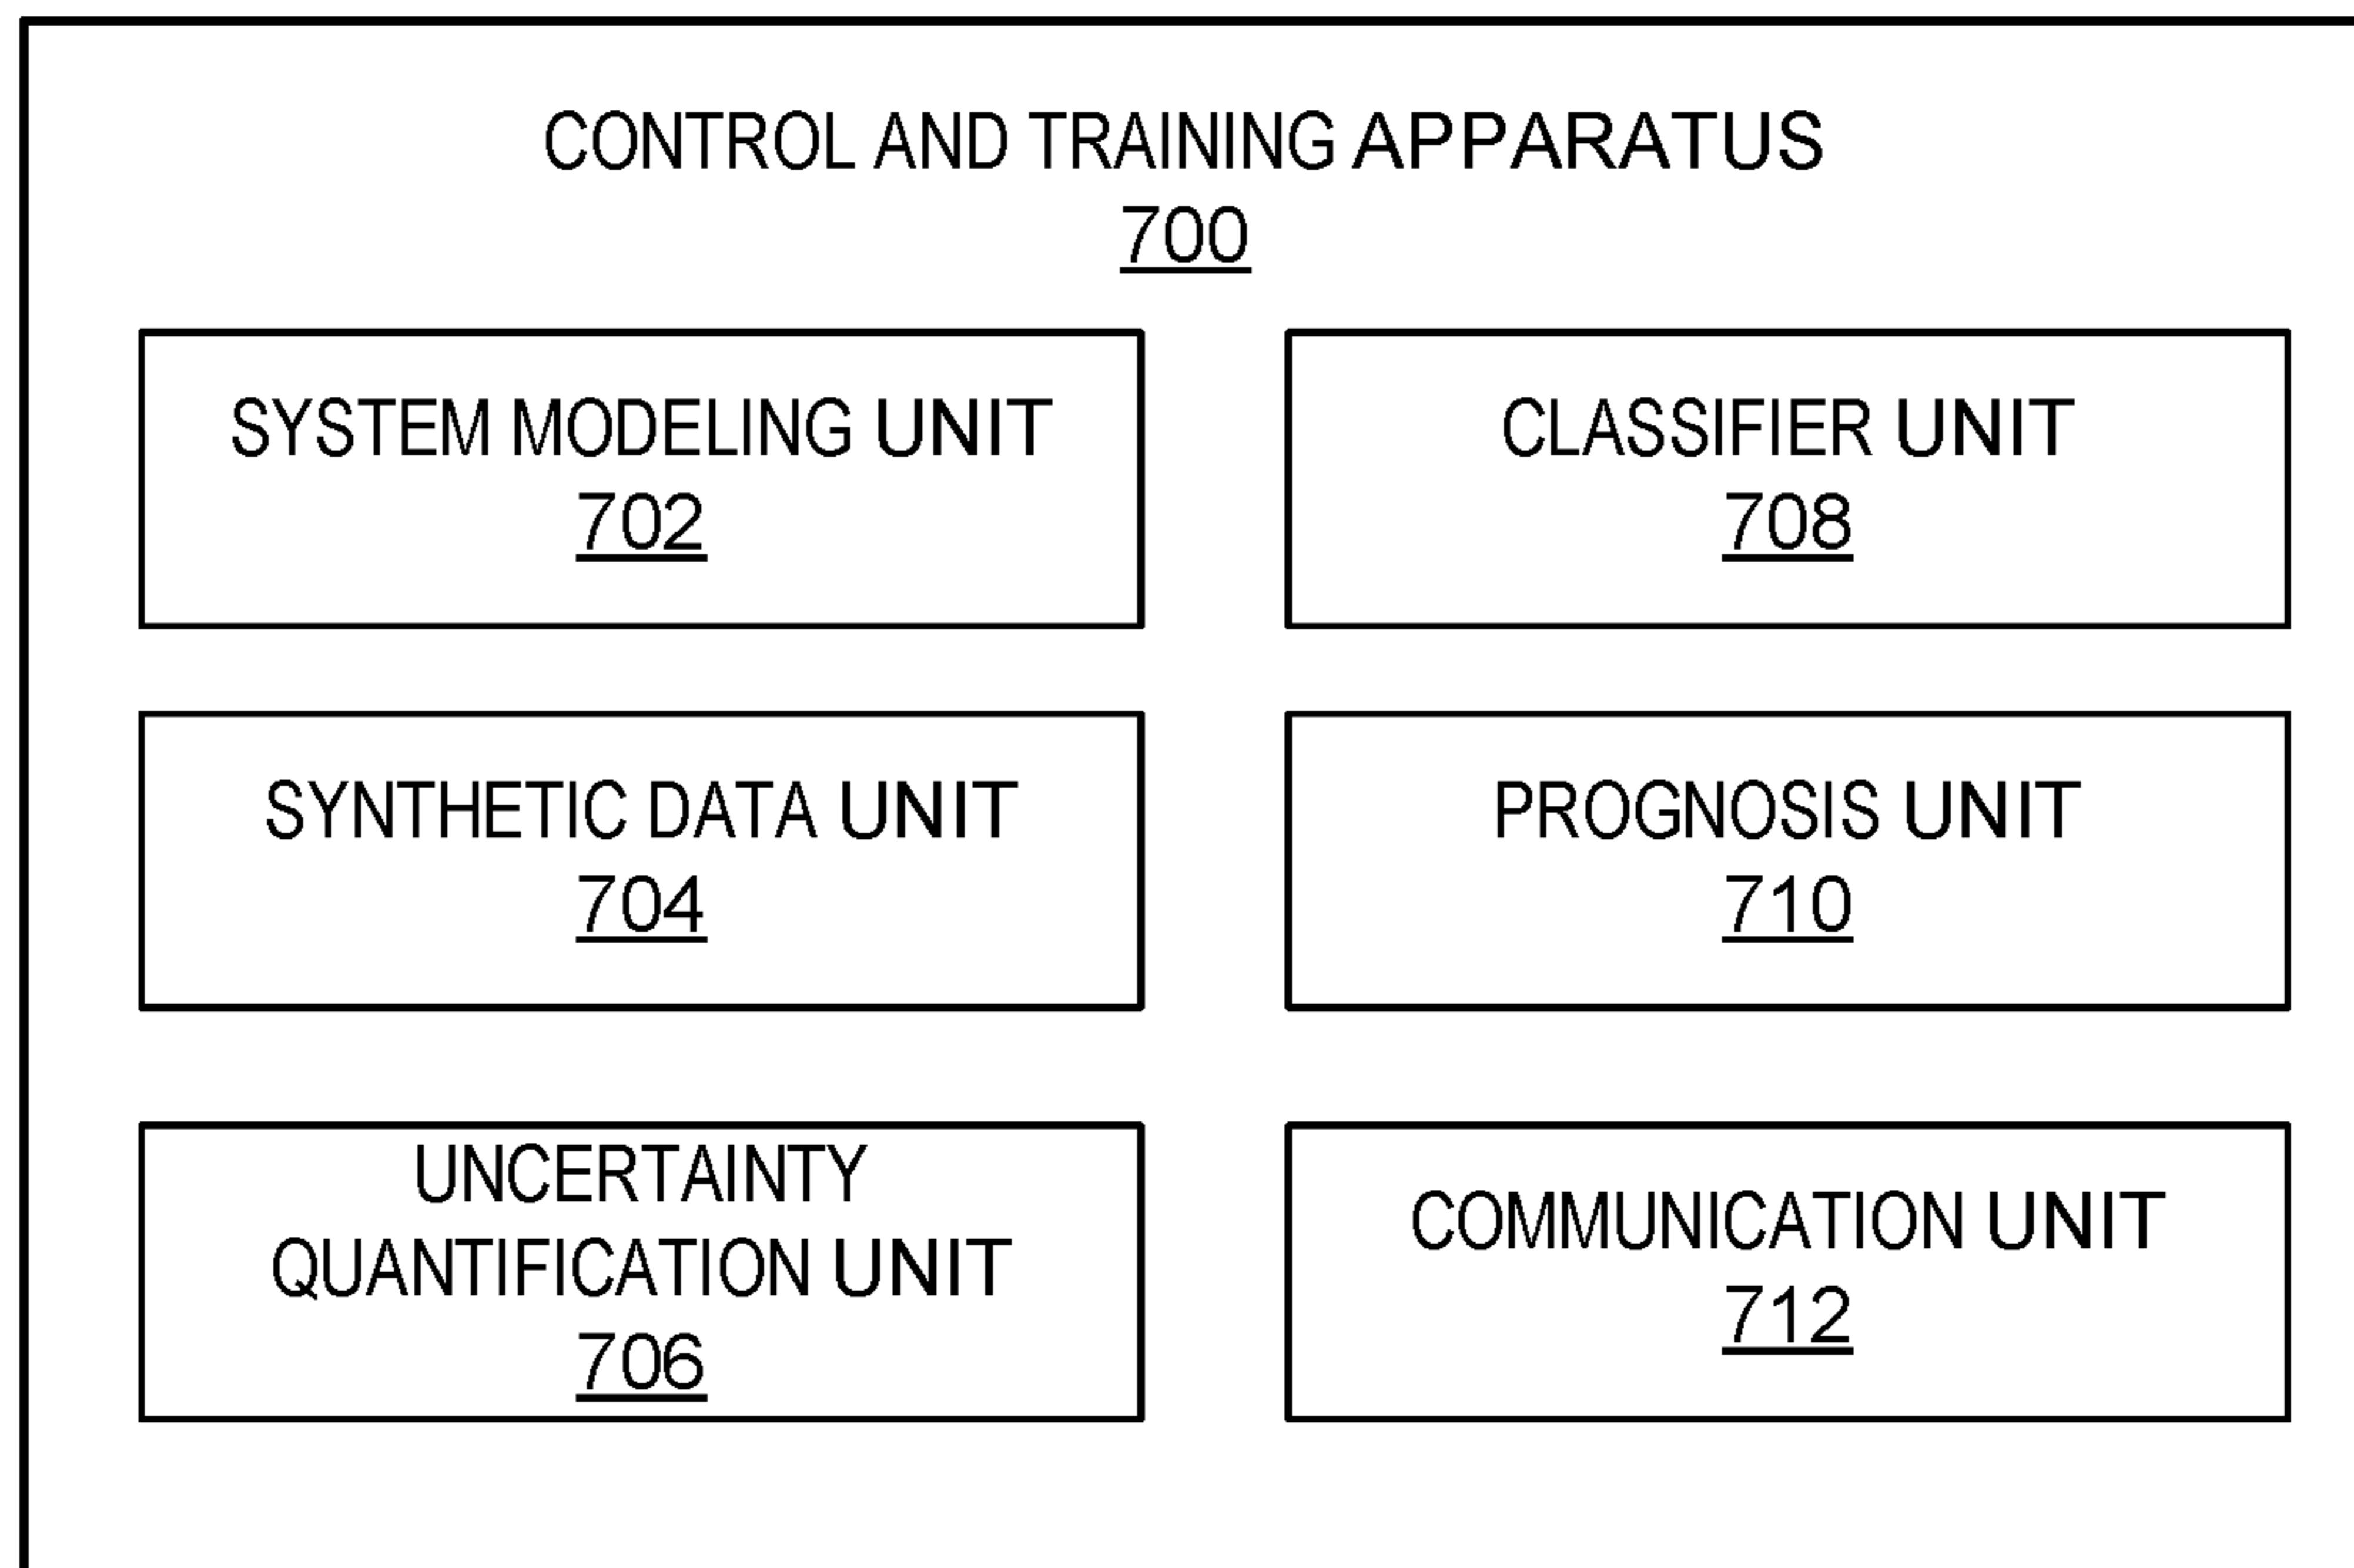 CONTROL AND TRAINING APPARATUS
700
SYSTEM MODELING UNIT
702
CLASSIFIER UNIT
708
SYNTHETIC DATA UNIT
704
PROGNOSIS UNIT
710
UNCERTAINTY
QUANTIFICATION UNIT
706
COMMUNICATION UNIT
712